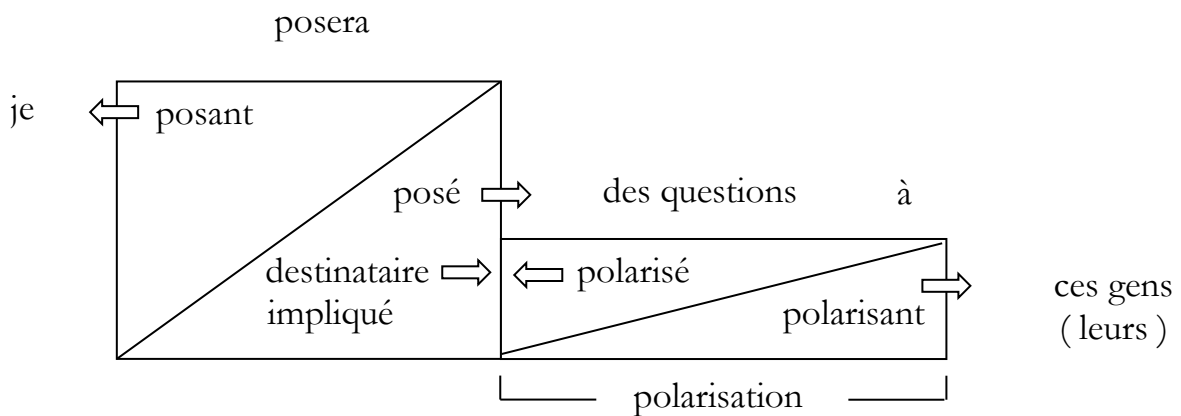 posera
je
posant
posé
des questions
à
destinataire
impliqué
polarisé
polarisant
ces gens
( leurs )
polarisation